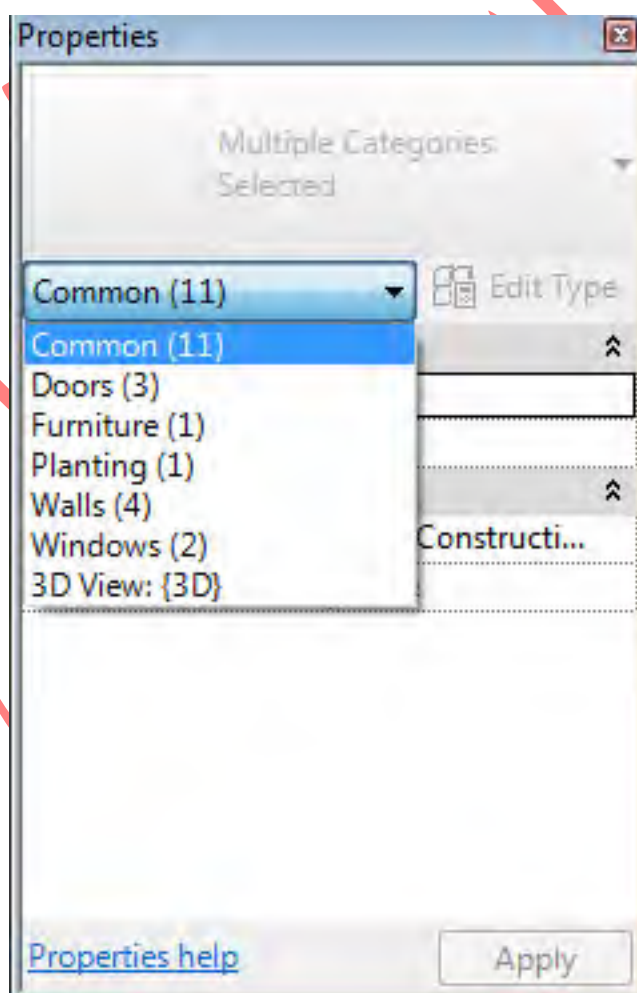 Properties
Multiple Categories
Selected
Common (11)
Edit Type
Common (11)
Doors (3)
Furniture (1)
Planting (1)
Walls (4)
Windows (2)
Constructi...
3D View: {3D}
Properties help
Apply